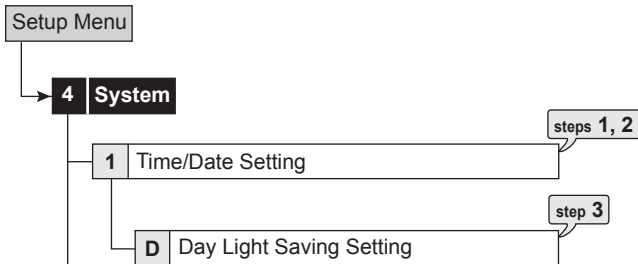 Setup Menu
4 System
steps 1, 2
1 Time/Date Setting
step 3
D Day Light Saving Setting